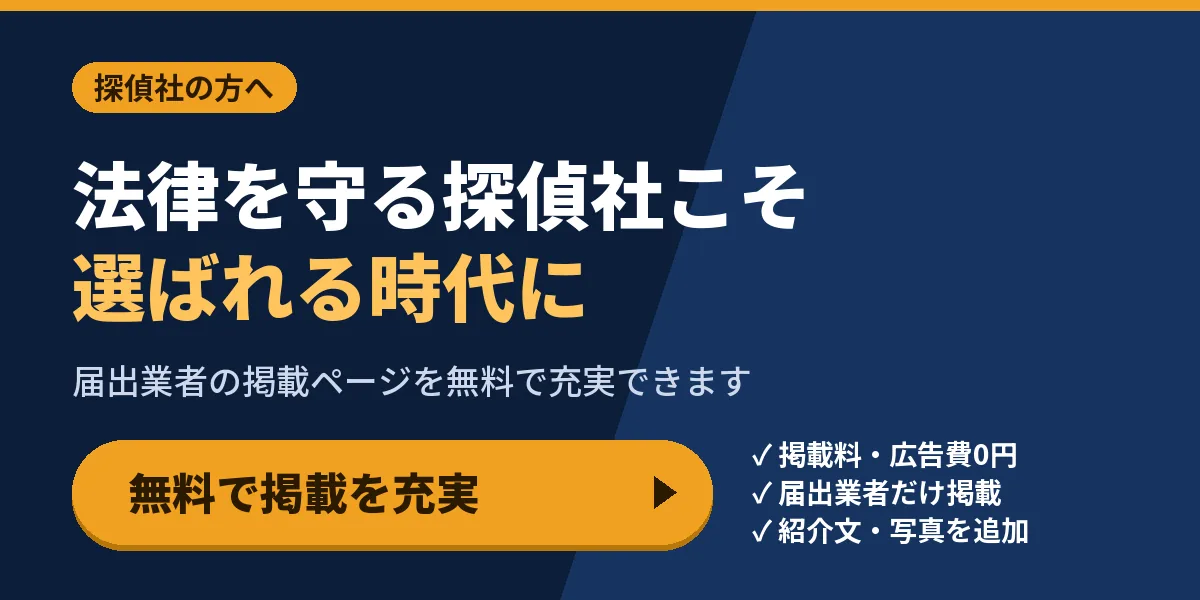 探偵社の方へ
法律を守る探偵社こそ
選ばれる時代に
届出業者の掲載ページを無料で充実できます
無料で掲載を充実 ▶
✓ 掲載料・広告費0円
✓ 届出業者だけ掲載
✓ 紹介文・写真を追加